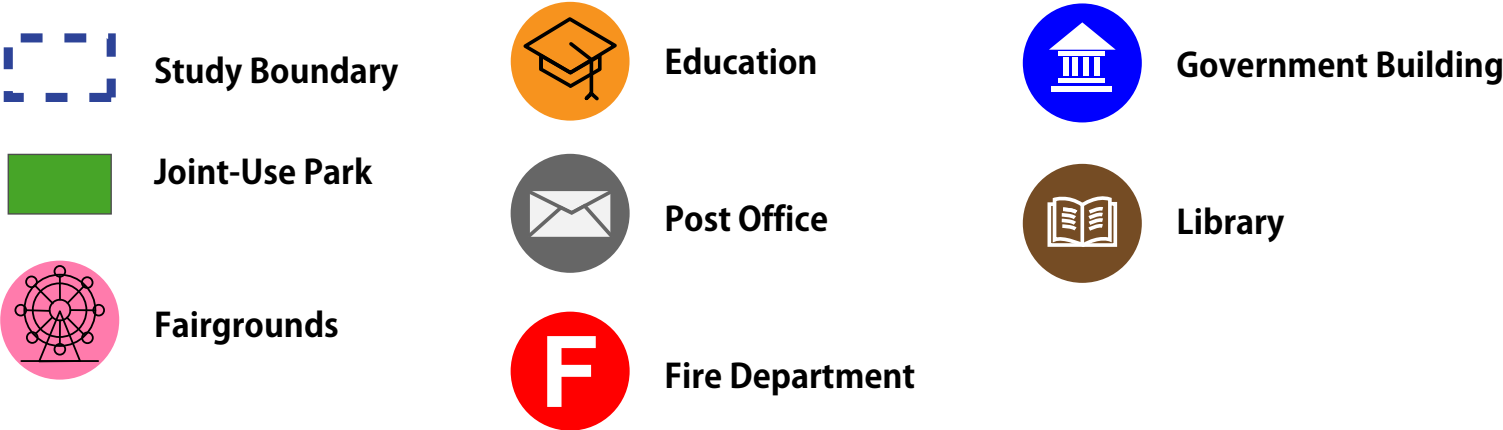 Study Boundary
Joint-Use Park
Fairgrounds
Education
Post Office
F
Fire Department
Government Building
Library